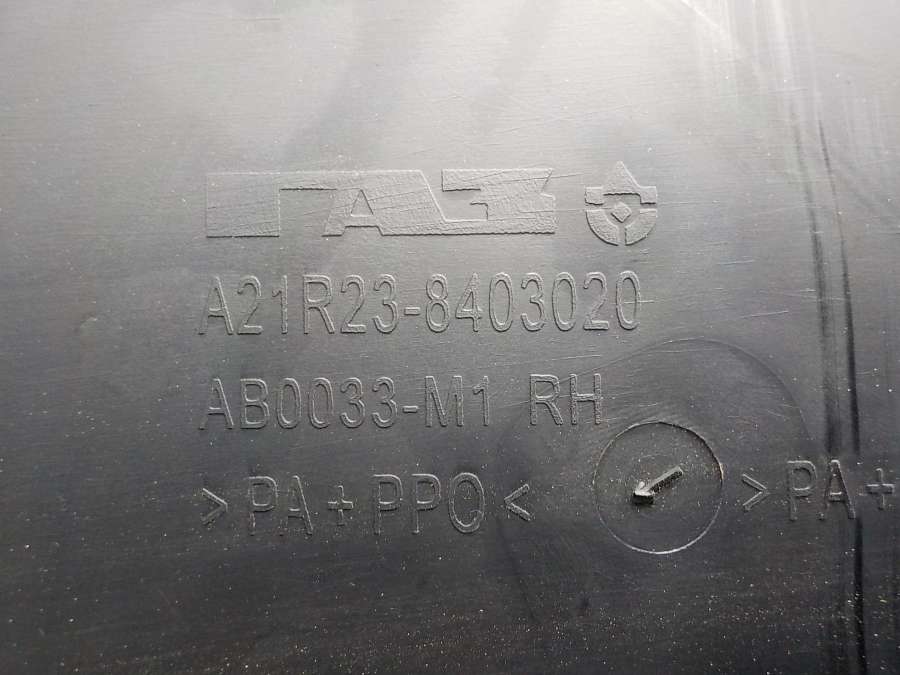 ГАЗ
A21R23-8403020
AB0033-M1 RH
>PA+PPO< >PA+